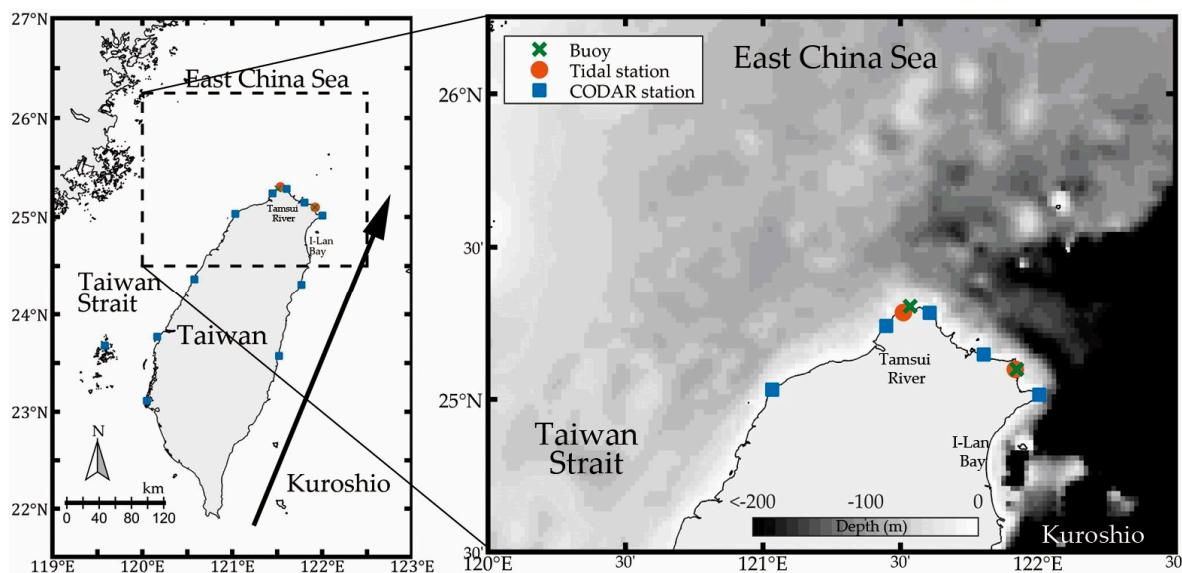 27°N
26°N
25°N
24°N
23°N
22°N
119°E
120°E
121°E
122°E
123°E
East China Sea
Tamsui
River
I-Lan
Bay
Taiwan
Strait
Taiwan
Kuroshio
N
km
0 40 80 120
Buoy
Tidal station
CODAR station
East China Sea
26°N
30'
25°N
30'
120°E
30'
121°E
30'
122°E
30'
Tamsui
River
I-Lan
Bay
Taiwan
Strait
<-200 -100 0
Depth (m)
Kuroshio